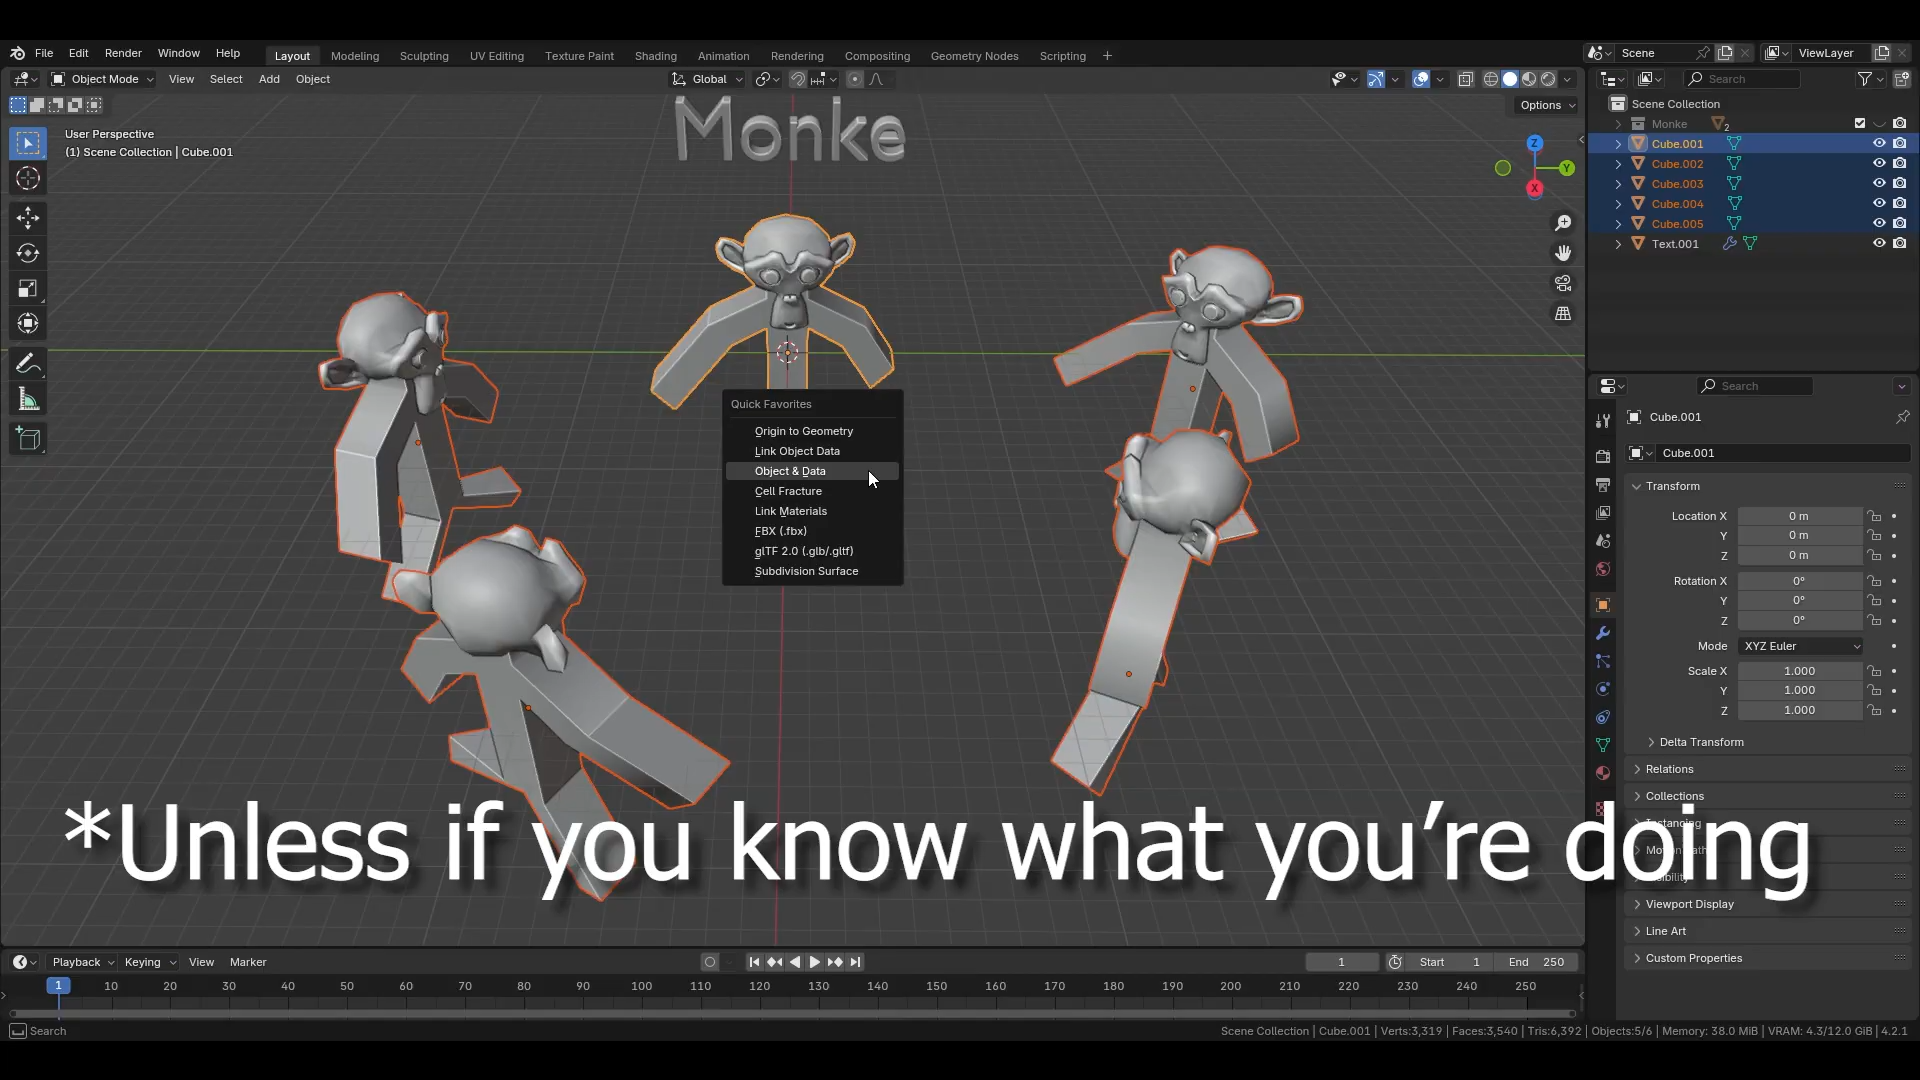 File Edit Render Window Help Layout Modeling Sculpting UV Editing Texture Paint Shading Animation Rendering Compositing Geometry Nodes Scripting + Scene ViewLayer
Object Mode View Select Add Object Global Search
Options
User Perspective
(1) Scene Collection | Cube.001
Monke
Z
Y
X
Scene Collection
Monke 2
Cube.001
Cube.002
Cube.003
Cube.004
Cube.005
Text.001
Quick Favorites
Origin to Geometry
Link Object Data
Object & Data
Cell Fracture
Link Materials
FBX (.fbx)
glTF 2.0 (.glb/.gltf)
Subdivision Surface
Search
Cube.001
Cube.001
Transform
Location X 0 m
Y 0 m
Z 0 m
Rotation X 0°
Y 0°
Z 0°
Mode XYZ Euler
Scale X 1.000
Y 1.000
Z 1.000
Delta Transform
Relations
Collections
Instancing
Viewport Display
Line Art
Custom Properties
*Unless if you know what you’re doing
Playback Keying View Marker 1 Start 1 End 250
1 10 20 30 40 50 60 70 80 90 100 110 120 130 140 150 160 170 180 190 200 210 220 230 240 250
Search Scene Collection | Cube.001 | Verts:3,319 | Faces:3,540 | Tris:6,392 | Objects:5/6 | Memory: 38.0 MiB | VRAM: 4.3/12.0 GiB | 4.2.1